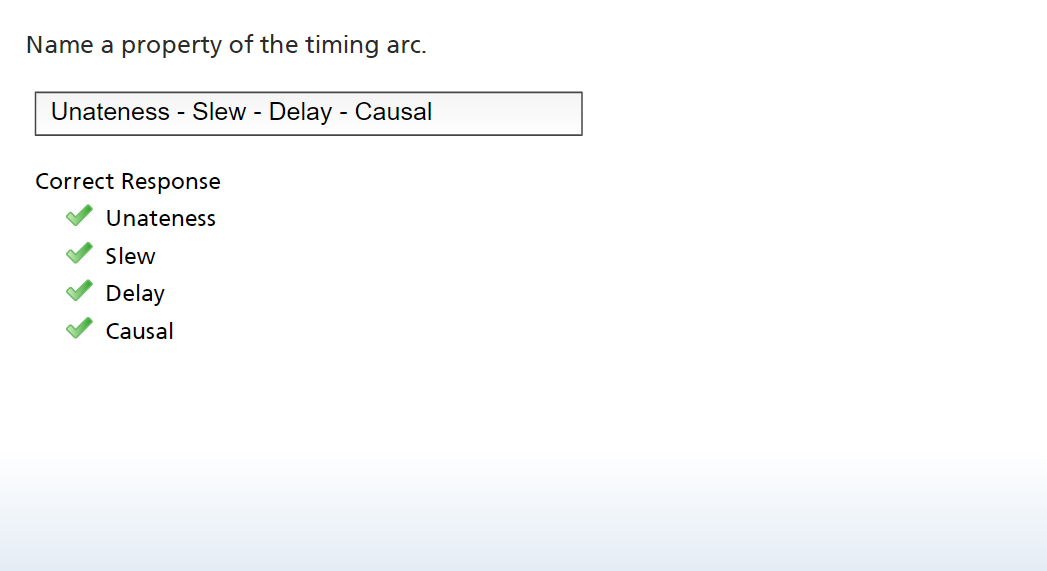 Name a property of the timing arc.
Unateness - Slew - Delay - Causal
Correct Response
Unateness
Slew
Delay
Causal